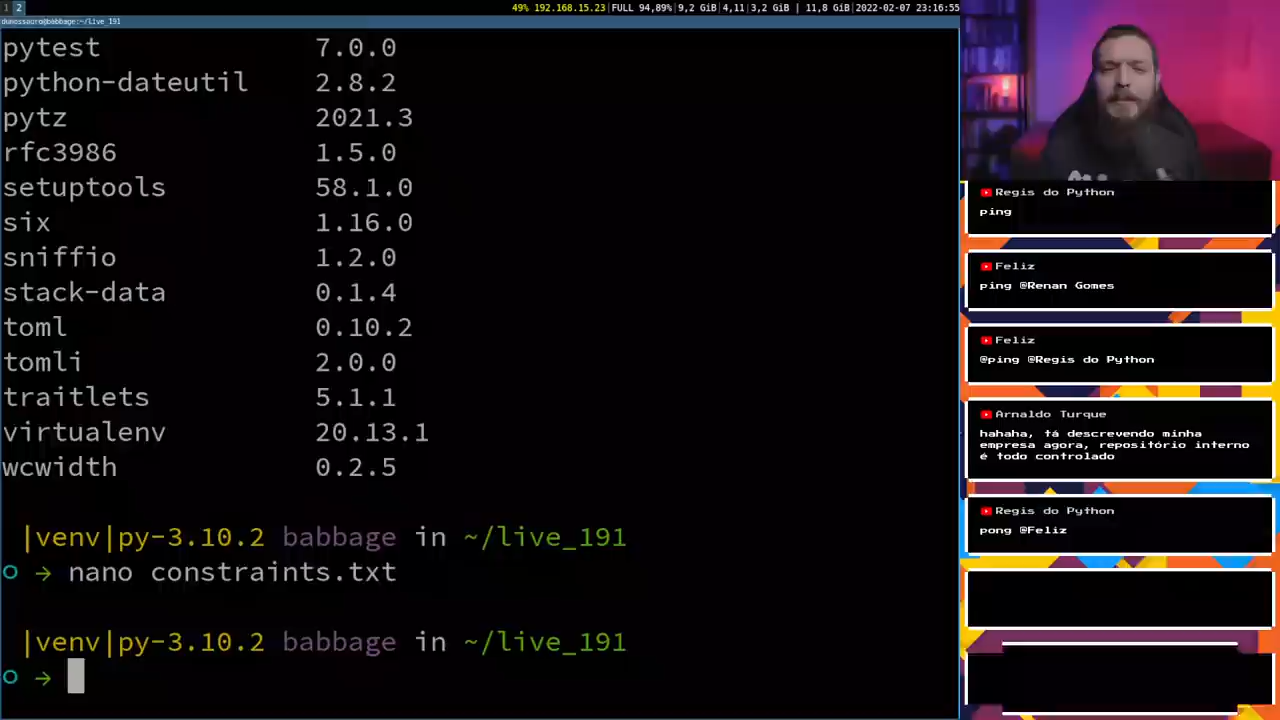 1 2
49% 192.168.15.23|FULL 94,89%|9,2 GiB|4,11|3,2 GiB | 11,8 GiB|2022-02-07 23:16:55
dunossauro@babbage:~/live_191
pytest 7.0.0
python-dateutil 2.8.2
pytz 2021.3
rfc3986 1.5.0
setuptools 58.1.0
six 1.16.0
sniffio 1.2.0
stack-data 0.1.4
toml 0.10.2
tomli 2.0.0
traitlets 5.1.1
virtualenv 20.13.1
wcwidth 0.2.5
|venv|py-3.10.2 babbage in ~/live_191
→ nano constraints.txt
|venv|py-3.10.2 babbage in ~/live_191
→
Regis do Python
ping
Feliz
ping @Renan Gomes
Feliz
@ping @Regis do Python
Arnaldo Turque
hahaha, tá descrevendo minha
empresa agora, repositório interno
é todo controlado
Regis do Python
pong @Feliz